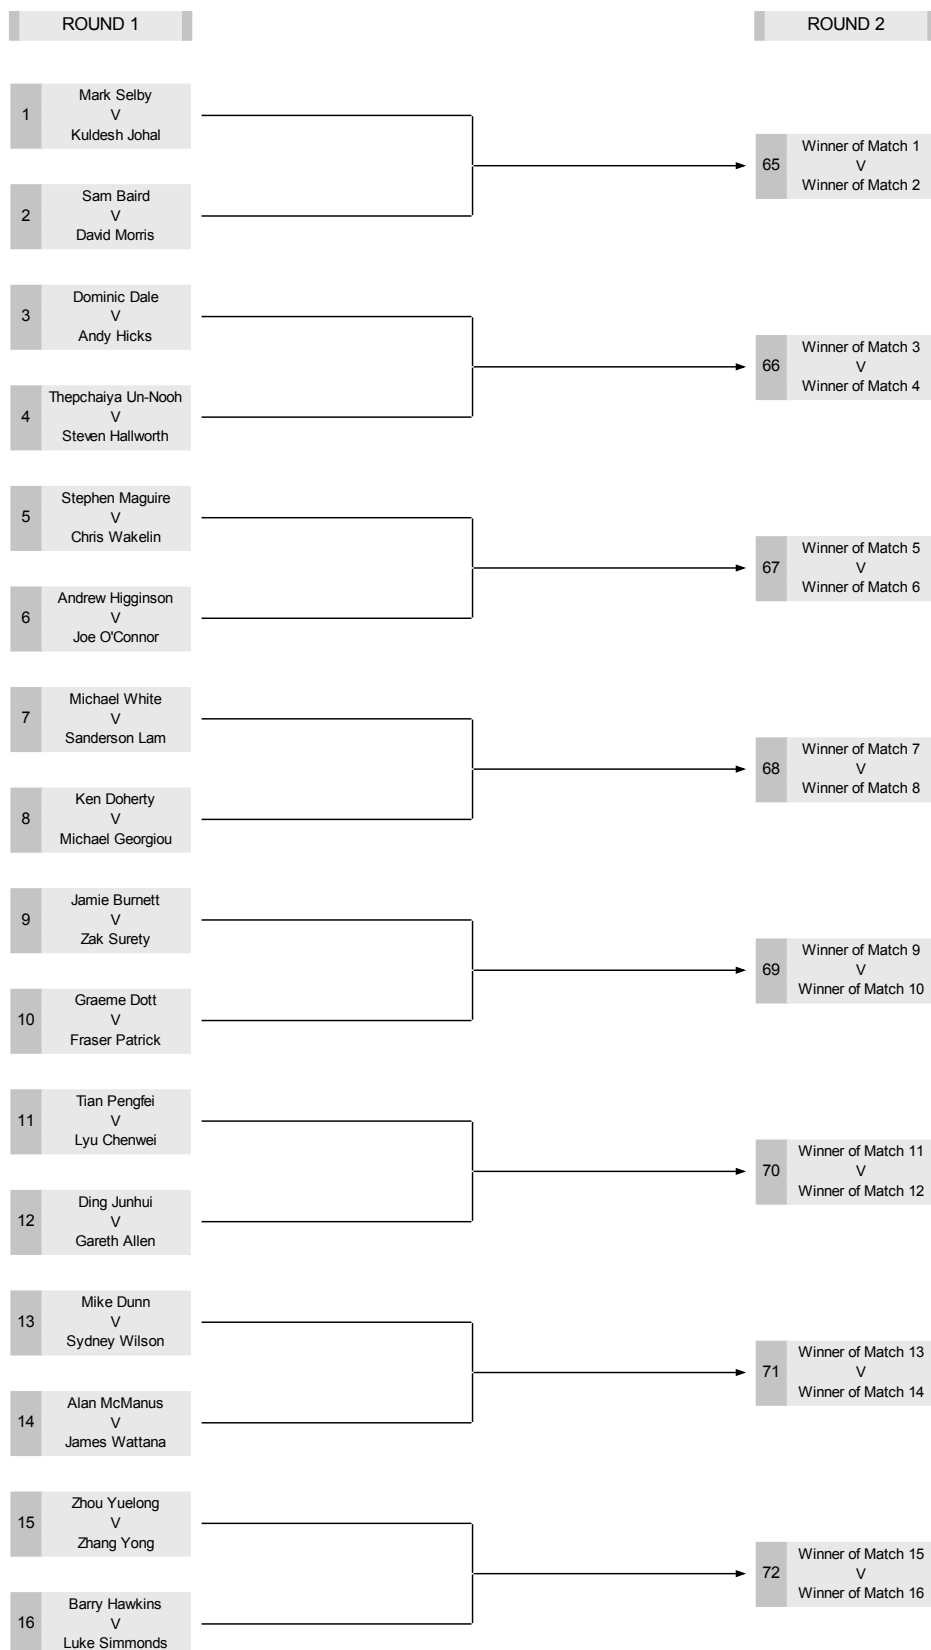 ROUND 1
ROUND 2
1
Mark Selby
V
Kuldesh Johal
65
Winner of Match 1
V
Winner of Match 2
2
Sam Baird
V
David Morris
3
Dominic Dale
V
Andy Hicks
66
Winner of Match 3
V
Winner of Match 4
4
Thepchaiya Un-Nooh
V
Steven Hallworth
5
Stephen Maguire
V
Chris Wakelin
67
Winner of Match 5
V
Winner of Match 6
6
Andrew Higginson
V
Joe O'Connor
7
Michael White
V
Sanderson Lam
68
Winner of Match 7
V
Winner of Match 8
8
Ken Doherty
V
Michael Georgiou
9
Jamie Burnett
V
Zak Surety
69
Winner of Match 9
V
Winner of Match 10
10
Graeme Dott
V
Fraser Patrick
11
Tian Pengfei
V
Lyu Chenwei
70
Winner of Match 11
V
Winner of Match 12
12
Ding Junhui
V
Gareth Allen
13
Mike Dunn
V
Sydney Wilson
71
Winner of Match 13
V
Winner of Match 14
14
Alan McManus
V
James Wattana
15
Zhou Yuelong
V
Zhang Yong
72
Winner of Match 15
V
Winner of Match 16
16
Barry Hawkins
V
Luke Simmonds